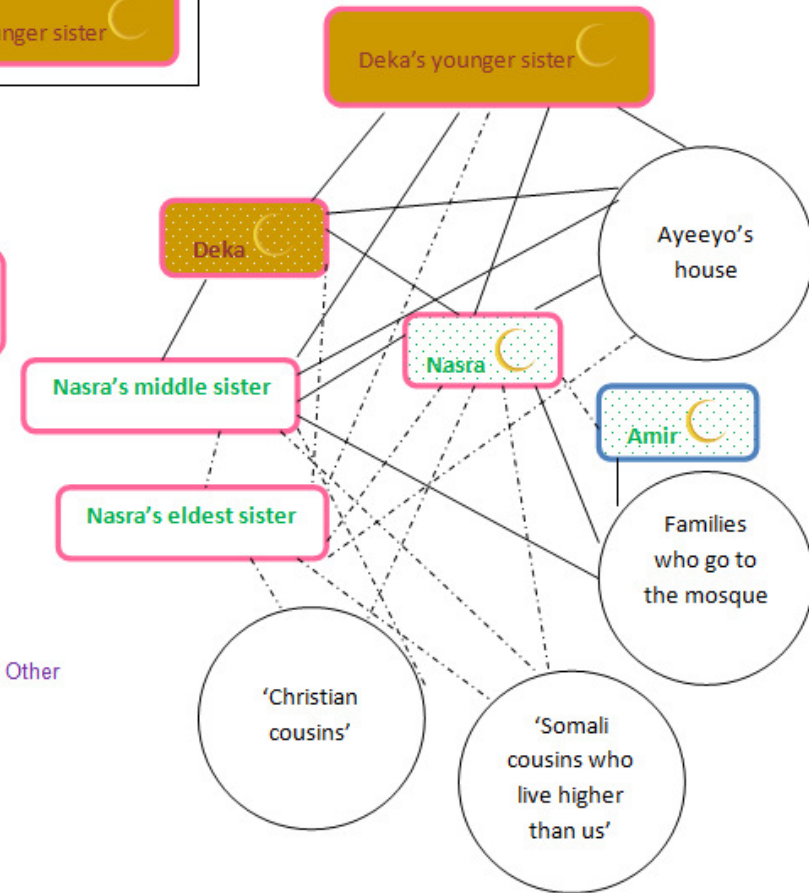 nger sister
Deka's younger sister
Deka
Ayeeyo's
house
Nasra
Nasra's middle sister
Amir
Nasra's eldest sister
Families
who go to
the mosque
Other
'Christian
cousins'
'Somali
cousins who
live higher
than us'